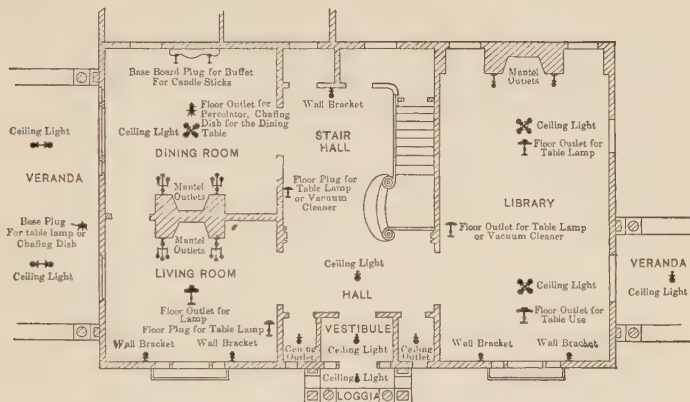 Base Board Plug for Buffet
For Candle Sticks
Floor Outlet for
Percolator, Chafing
Dish for the Dining
Table
Ceiling Light
DINING ROOM
Ceiling Light
VERANDA
Base Plug
For table lamp or
Chafing Dish
Ceiling Light
Mantel
Outlets
Mantel
Outlets
LIVING ROOM
Floor Outlet for
Lamp
Floor Plug for Table Lamp
Wall Bracket
Wall Bracket
Wall Bracket
STAIR
HALL
Floor Plug for
Table Lamp
or Vacuum
Cleaner
Ceiling Light
HALL
VESTIBULE
Ceiling
Outlet
Ceiling Light
Ceiling
Outlet
Ceiling Light
LOGGIA
Mantel
Outlets
Ceiling Light
Floor Outlet for
Table Lamp
LIBRARY
Floor Outlet for Table Lamp
or Vacuum Cleaner
Ceiling Light
Floor Outlet for
Table Use
Wall Bracket
Wall Bracket
VERANDA
Ceiling
Light